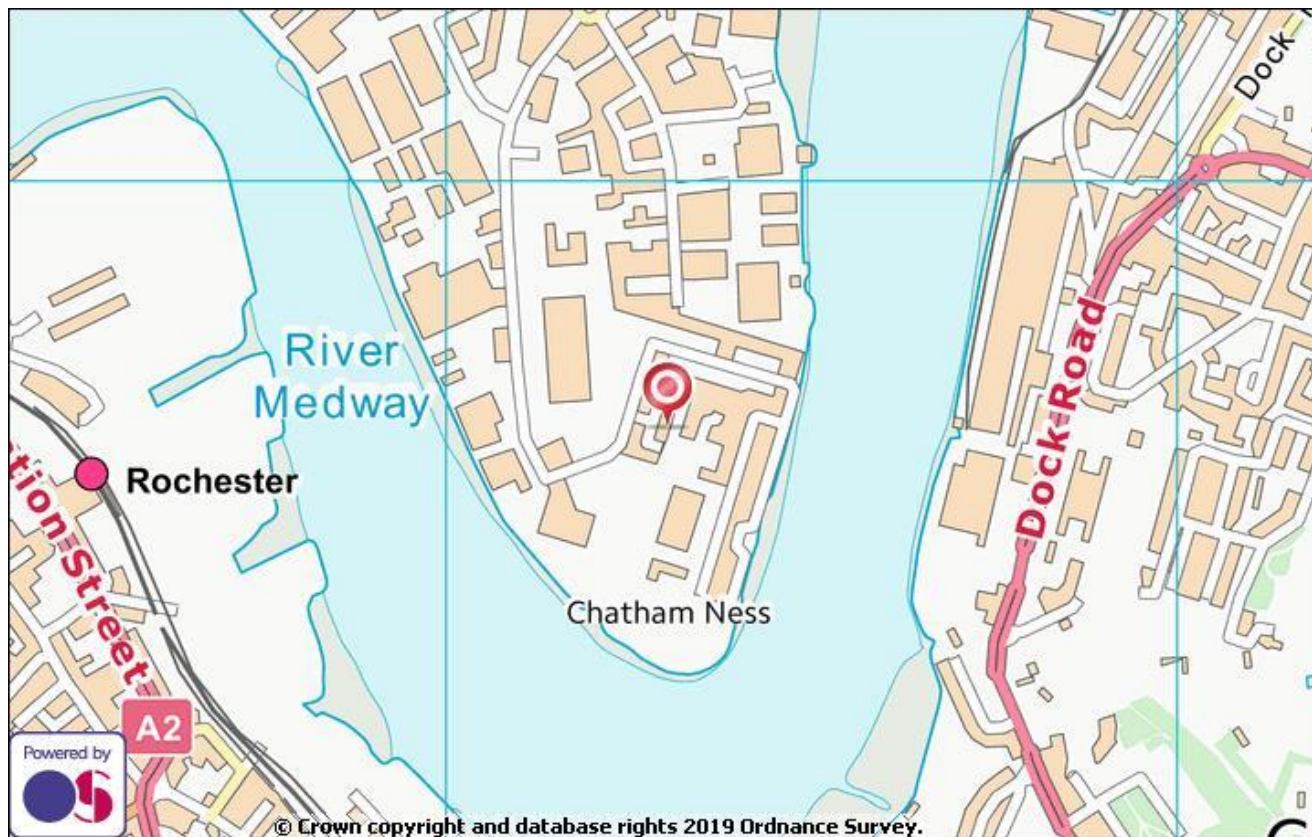 Dock
River
Medway
Dock Road
Rochester
tion Street
Chatham Ness
A2
Powered by
OS
© Crown copyright and database rights 2019 Ordnance Survey.